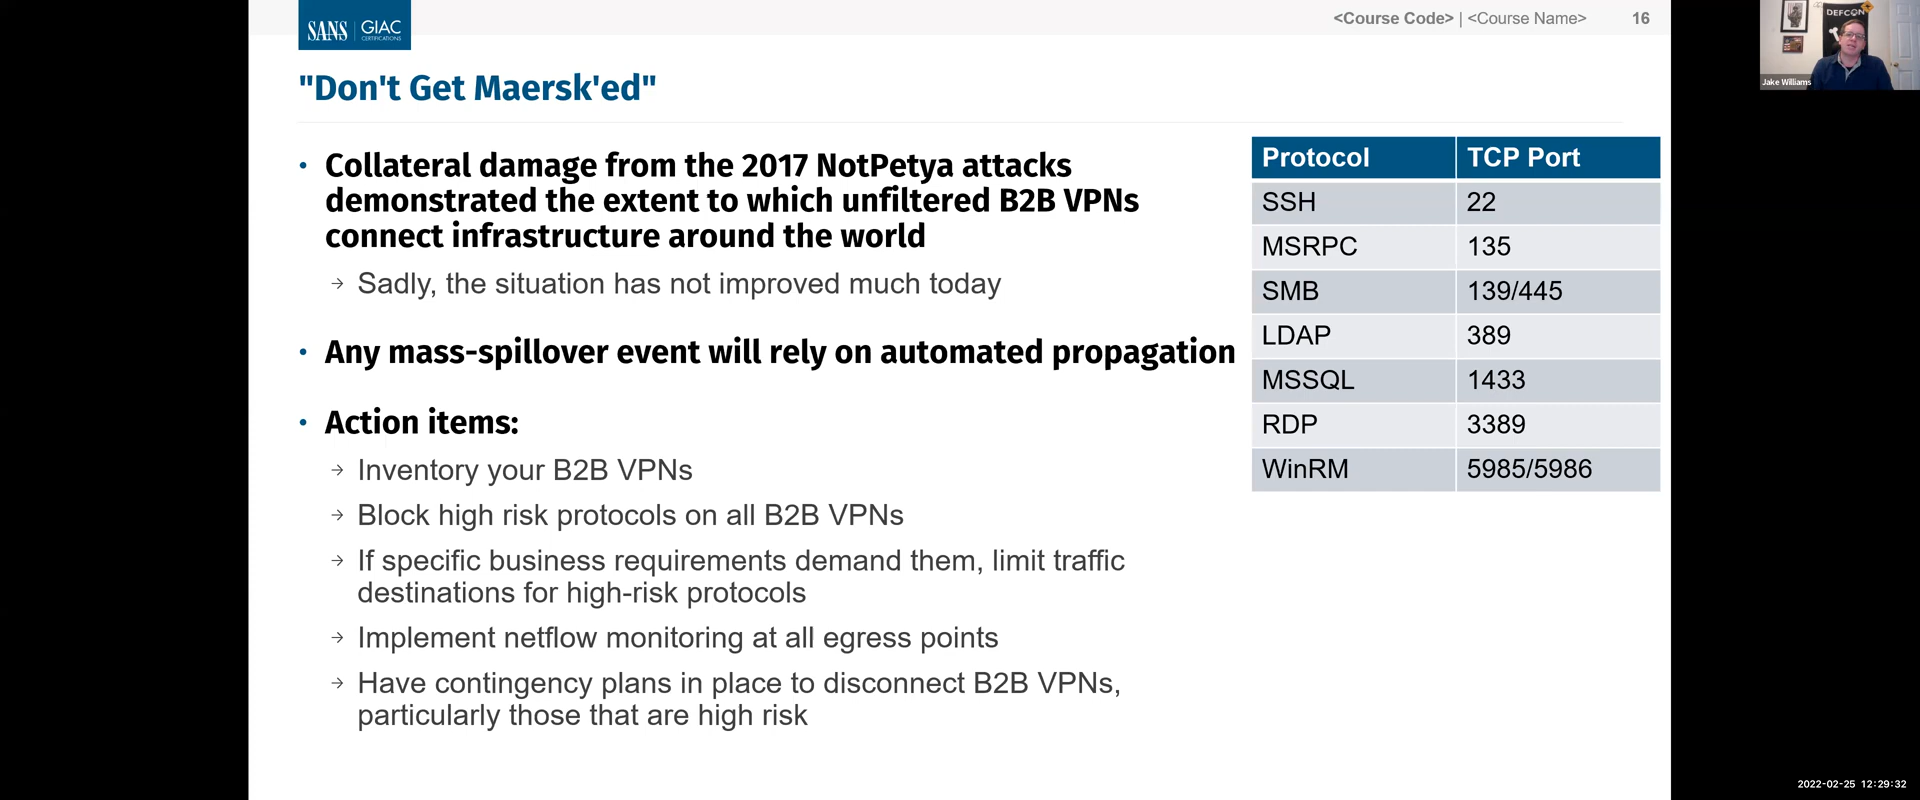 SANS | GIAC
CERTIFICATIONS
<Course Code> | <Course Name>
16
DEFCON
Jake Williams
"Don't Get Maersk'ed"
• Collateral damage from the 2017 NotPetya attacks
demonstrated the extent to which unfiltered B2B VPNs
connect infrastructure around the world
→ Sadly, the situation has not improved much today
• Any mass-spillover event will rely on automated propagation
• Action items:
→ Inventory your B2B VPNs
→ Block high risk protocols on all B2B VPNs
→ If specific business requirements demand them, limit traffic
destinations for high-risk protocols
→ Implement netflow monitoring at all egress points
→ Have contingency plans in place to disconnect B2B VPNs,
particularly those that are high risk
Protocol TCP Port
SSH 22
MSRPC 135
SMB 139/445
LDAP 389
MSSQL 1433
RDP 3389
WinRM 5985/5986
2022-02-25 12:29:32